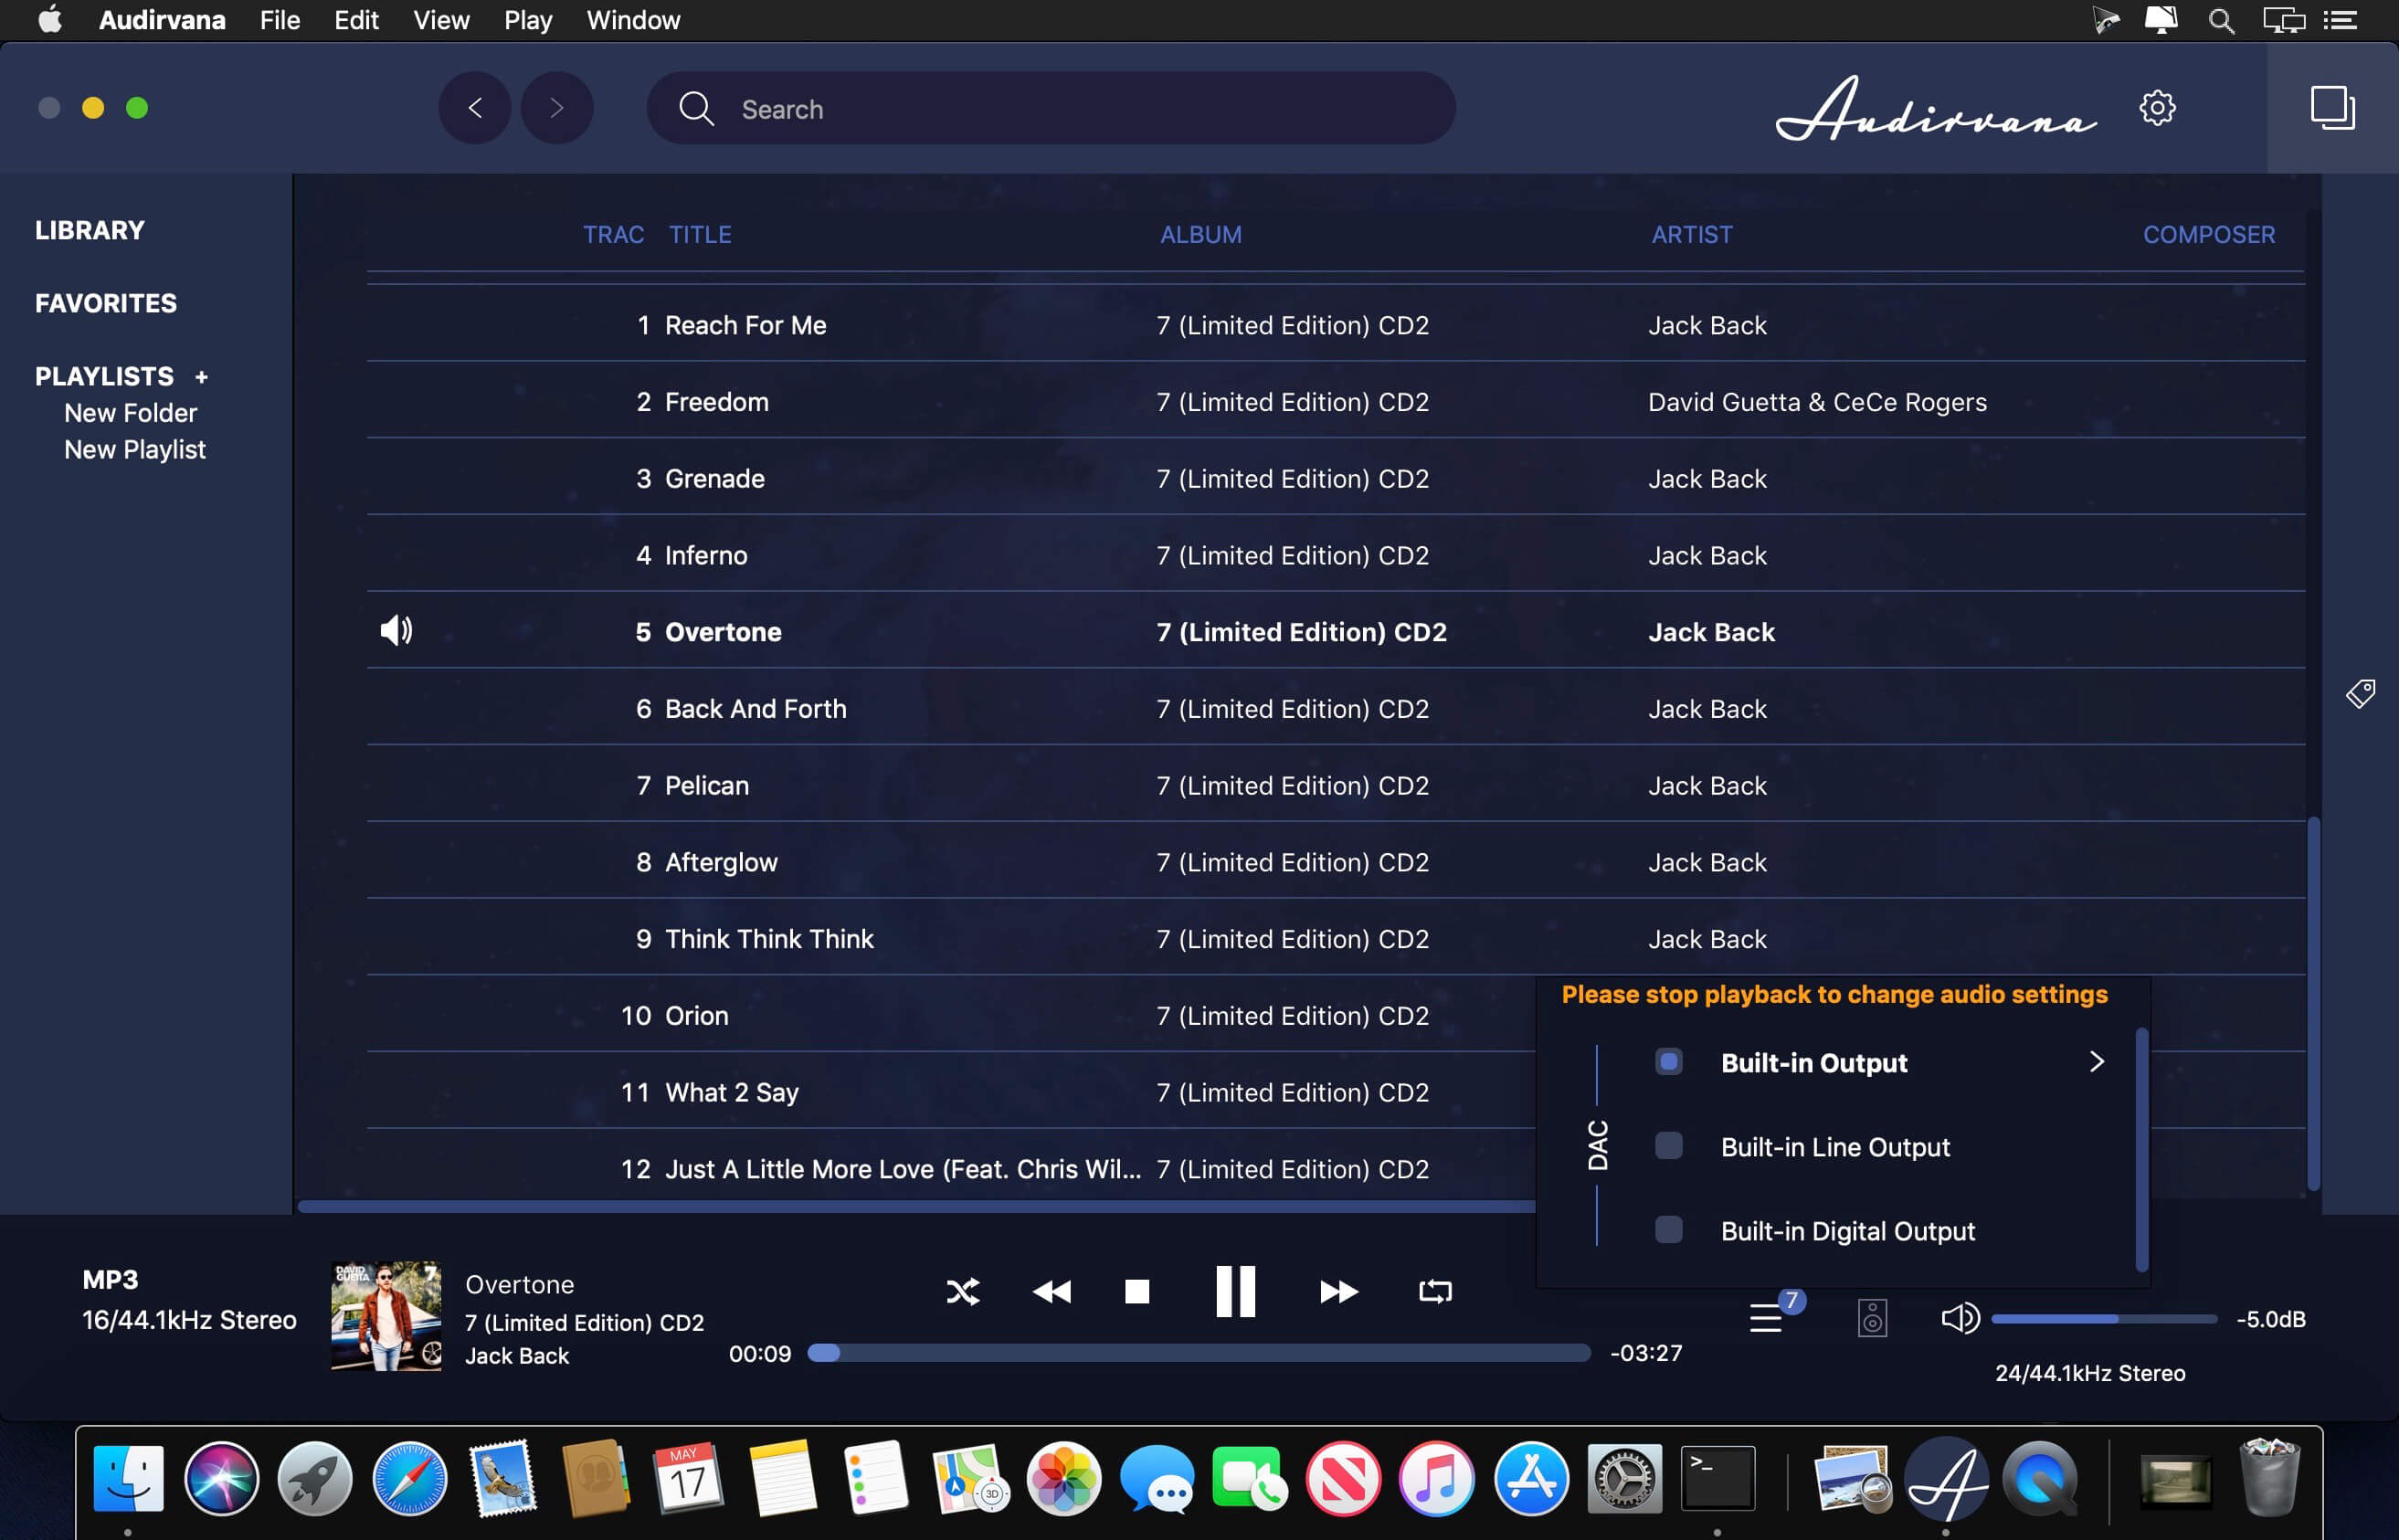 Audirvana File Edit View Play Window
Search
Audirvana
LIBRARY
FAVORITES
PLAYLISTS +
New Folder
New Playlist
TRAC TITLE ALBUM ARTIST COMPOSER
1 Reach For Me 7 (Limited Edition) CD2 Jack Back
2 Freedom 7 (Limited Edition) CD2 David Guetta & CeCe Rogers
3 Grenade 7 (Limited Edition) CD2 Jack Back
4 Inferno 7 (Limited Edition) CD2 Jack Back
5 Overtone 7 (Limited Edition) CD2 Jack Back
6 Back And Forth 7 (Limited Edition) CD2 Jack Back
7 Pelican 7 (Limited Edition) CD2 Jack Back
8 Afterglow 7 (Limited Edition) CD2 Jack Back
9 Think Think Think 7 (Limited Edition) CD2 Jack Back
10 Orion 7 (Limited Edition) CD2
11 What 2 Say 7 (Limited Edition) CD2
12 Just A Little More Love (Feat. Chris Wil... 7 (Limited Edition) CD2
Please stop playback to change audio settings
DAC
Built-in Output
Built-in Line Output
Built-in Digital Output
MP3
16/44.1kHz Stereo
DAVID GUETTA 7
Overtone
7 (Limited Edition) CD2
Jack Back
00:09 -03:27
7
-5.0dB
24/44.1kHz Stereo
MAY
17
3D
>_